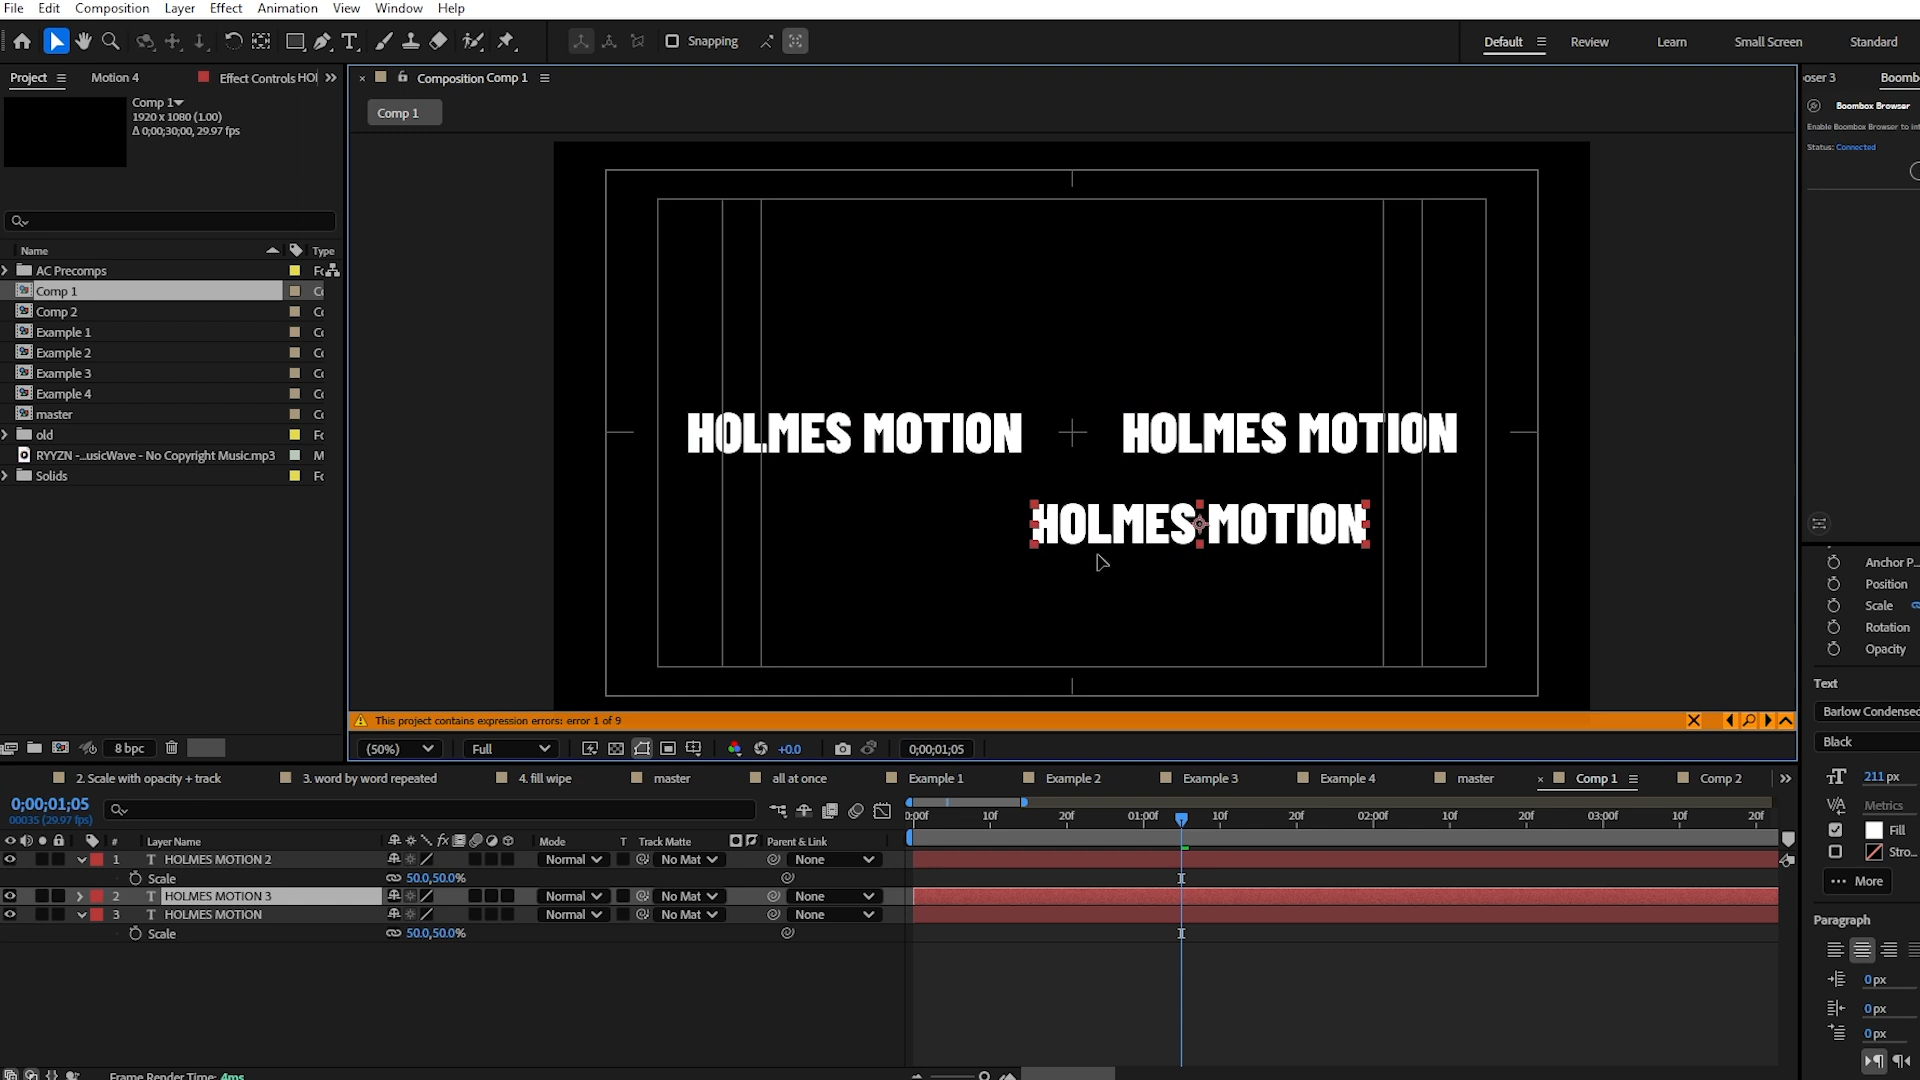 File Edit Composition Layer Effect Animation View Window Help
Snapping
Default Review Learn Small Screen Standard
Project Motion 4 Effect Controls HOI
Composition Comp 1
oser 3 Boomb
Comp 1
1920 x 1080 (1.00)
Δ 0;00;30;00, 29.97 fps
Comp 1
Boombox Browser
Enable Boombox Browser to int
Status: Connected
Name Type
AC Precomps
Comp 1
Comp 2
Example 1
Example 2
Example 3
Example 4
master
old
RYYZN -...usicWave - No Copyright Music.mp3
Solids
HOLMES MOTION HOLMES MOTION
HOLMES MOTION
This project contains expression errors: error 1 of 9
8 bpc
(50%) Full +0.0 0;00;01;05
Anchor P...
Position
Scale
Rotation
Opacity
Text
Barlow Condensed
Black
211 px
Metrics
Fill
Stro...
More
Paragraph
0 px
0 px
0 px
2. Scale with opacity + track 3. word by word repeated 4. fill wipe master all at once Example 1 Example 2 Example 3 Example 4 master Comp 1 Comp 2
0;00;01;05
00035 (29.97 fps)
0:00f 10f 20f 01:00f 10f 20f 02:00f 10f 20f 03:00f 10f 20f
# Layer Name fx Mode T Track Matte Parent & Link
1 T HOLMES MOTION 2 Normal No Mat None
Scale 50.0,50.0%
2 T HOLMES MOTION 3 Normal No Mat None
3 T HOLMES MOTION Normal No Mat None
Scale 50.0,50.0%
Frame Render Time: 4ms